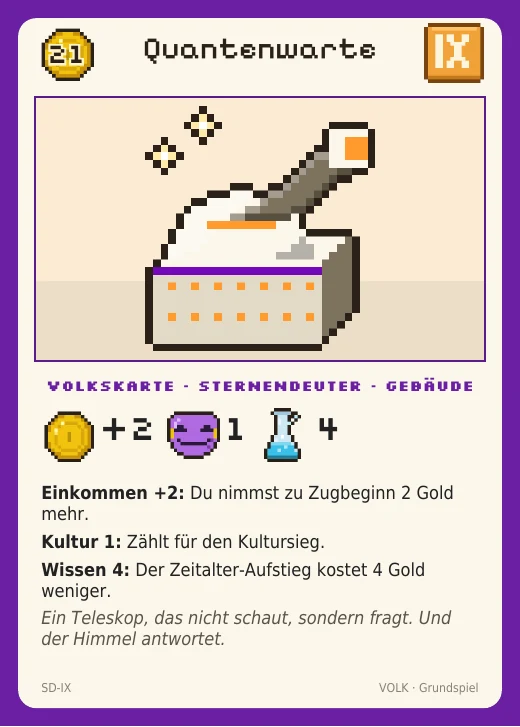 21
Quantenwarte
IX
VOLKSKARTE · STERNENDEUTER · GEBÄUDE
+2 1 4
Einkommen +2: Du nimmst zu Zugbeginn 2 Gold
mehr.
Kultur 1: Zählt für den Kultursieg.
Wissen 4: Der Zeitalter-Aufstieg kostet 4 Gold
weniger.
Ein Teleskop, das nicht schaut, sondern fragt. Und
der Himmel antwortet.
SD-IX
VOLK · Grundspiel